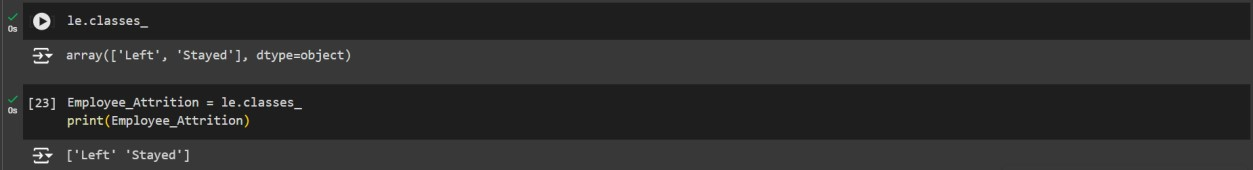 le.classes_
0s
array(['Left', 'Stayed'], dtype=object)
[23] Employee_Attrition = le.classes_
0s
print(Employee_Attrition)
['Left' 'Stayed']